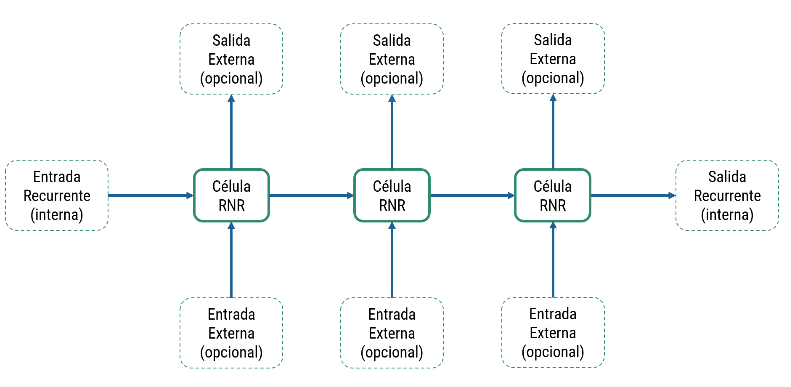 Salida
Externa
(opcional)
Salida
Externa
(opcional)
Salida
Externa
(opcional)
Entrada
Recurrente
(interna)
Célula
RNR
Célula
RNR
Célula
RNR
Salida
Recurrente
(interna)
Entrada
Externa
(opcional)
Entrada
Externa
(opcional)
Entrada
Externa
(opcional)